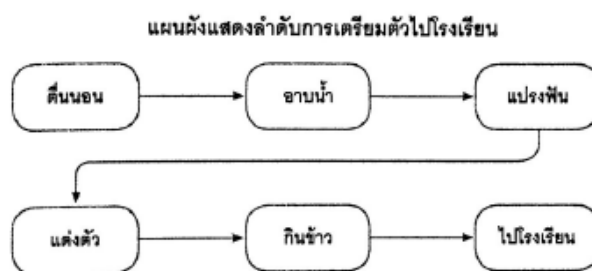 แผนผังแสดงลำดับการเตรียมตัวไปโรงเรียน
ตื่นนอน
อาบน้ำ
แปรงฟัน
แต่งตัว
กินข้าว
ไปโรงเรียน